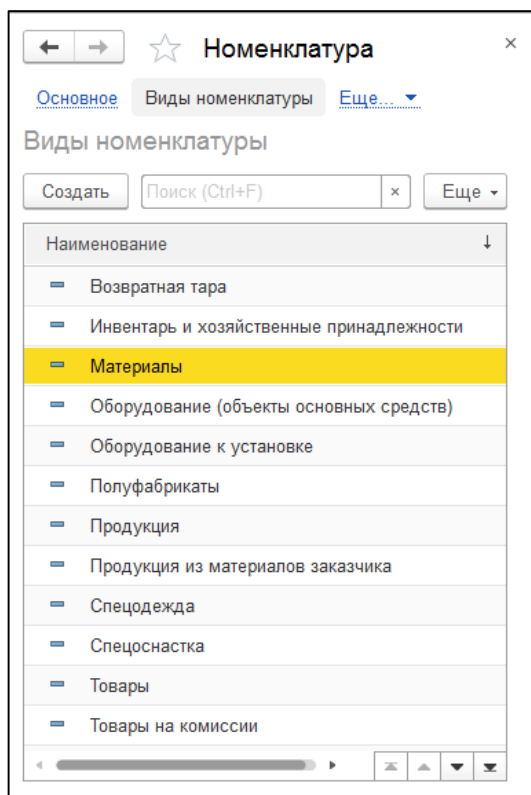 Номенклатура
Основное Виды номенклатуры Еще...
Виды номенклатуры
Создать Поиск (Ctrl+F) × Еще
Наименование ↓
Возвратная тара
Инвентарь и хозяйственные принадлежности
Материалы
Оборудование (объекты основных средств)
Оборудование к установке
Полуфабрикаты
Продукция
Продукция из материалов заказчика
Спецодежда
Спецоснастка
Товары
Товары на комиссии